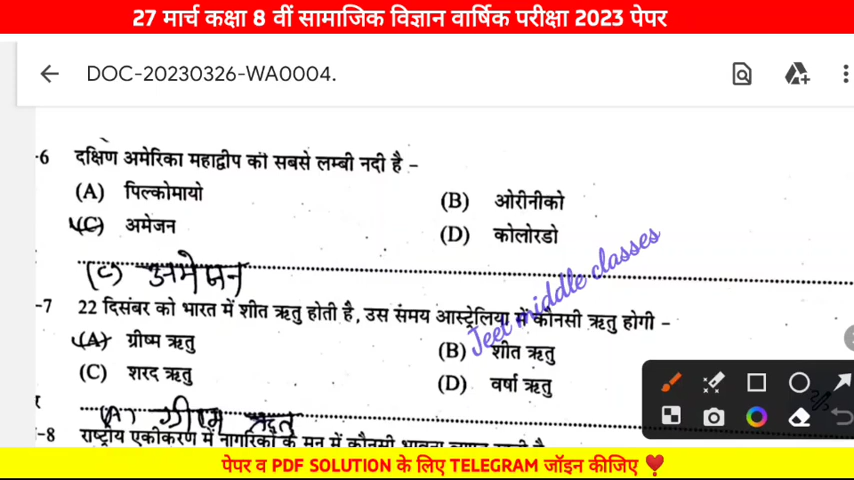 27 मार्च कक्षा 8 वीं सामाजिक विज्ञान वार्षिक परीक्षा 2023 पेपर
DOC-20230326-WA0004.
-6 दक्षिण अमेरिका महाद्वीप की सबसे लम्बी नदी है –
(A) पिल्कोमायो
(B) ओरीनीको
(C) अमेजन
(D) कोलोरडो
(C) अमेजन
Jeet middle classes
-7 22 दिसंबर को भारत में शीत ऋतु होती है, उस समय आस्ट्रेलिया में कौनसी ऋतु होगी –
(A) ग्रीष्म ऋतु
(B) शीत ऋतु
(C) शरद ऋतु
(D) वर्षा ऋतु
(A) ग्रीष्म ऋतु
-8 राष्ट्रीय एकीकरण में नागरिकों के मन में कौनसी भावना
पेपर व PDF SOLUTION के लिए TELEGRAM जॉइन कीजिए